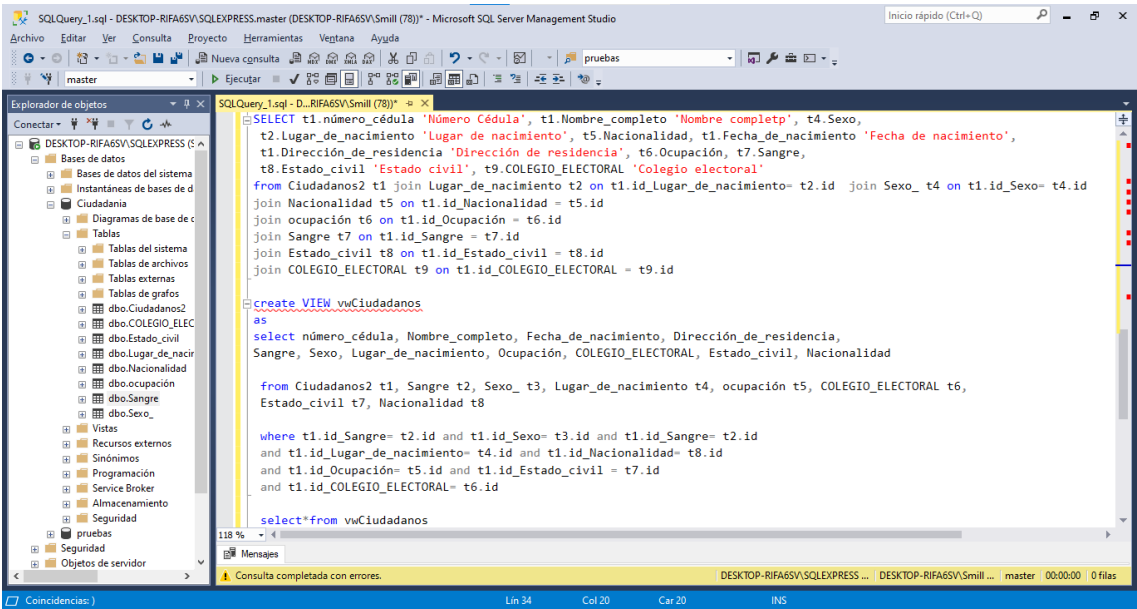 SQLQuery_1.sql - DESKTOP-RIFA6SV\SQLEXPRESS.master (DESKTOP-RIFA6SV\Smill (78))* - Microsoft SQL Server Management Studio
Inicio rápido (Ctrl+Q)
Archivo Editar Ver Consulta Proyecto Herramientas Ventana Ayuda
Nueva consulta pruebas
master Ejecutar
Explorador de objetos
Conectar
DESKTOP-RIFA6SV\SQLEXPRESS (S
Bases de datos
Bases de datos del sistema
Instantáneas de bases de d
Ciudadania
Diagramas de base de c
Tablas
Tablas del sistema
Tablas de archivos
Tablas externas
Tablas de grafos
dbo.Ciudadanos2
dbo.COLEGIO_ELEC
dbo.Estado_civil
dbo.Lugar_de_nacir
dbo.Nacionalidad
dbo.ocupación
dbo.Sangre
dbo.Sexo_
Vistas
Recursos externos
Sinónimos
Programación
Service Broker
Almacenamiento
Seguridad
pruebas
Seguridad
Objetos de servidor
SQLQuery_1.sql - D...RIFA6SV\Smill (78))*
SELECT t1.número_cédula 'Número Cédula', t1.Nombre_completo 'Nombre completp', t4.Sexo,
t2.Lugar_de_nacimiento 'Lugar de nacimiento', t5.Nacionalidad, t1.Fecha_de_nacimiento 'Fecha de nacimiento',
t1.Dirección_de_residencia 'Dirección de residencia', t6.Ocupación, t7.Sangre,
t8.Estado_civil 'Estado civil', t9.COLEGIO_ELECTORAL 'Colegio electoral'
from Ciudadanos2 t1 join Lugar_de_nacimiento t2 on t1.id_Lugar_de_nacimiento= t2.id join Sexo_ t4 on t1.id_Sexo= t4.id
join Nacionalidad t5 on t1.id_Nacionalidad = t5.id
join ocupación t6 on t1.id_Ocupación = t6.id
join Sangre t7 on t1.id_Sangre = t7.id
join Estado_civil t8 on t1.id_Estado_civil = t8.id
join COLEGIO_ELECTORAL t9 on t1.id_COLEGIO_ELECTORAL = t9.id
create VIEW vwCiudadanos
as
select número_cédula, Nombre_completo, Fecha_de_nacimiento, Dirección_de_residencia,
Sangre, Sexo, Lugar_de_nacimiento, Ocupación, COLEGIO_ELECTORAL, Estado_civil, Nacionalidad
from Ciudadanos2 t1, Sangre t2, Sexo_ t3, Lugar_de_nacimiento t4, ocupación t5, COLEGIO_ELECTORAL t6,
Estado_civil t7, Nacionalidad t8
where t1.id_Sangre= t2.id and t1.id_Sexo= t3.id and t1.id_Sangre= t2.id
and t1.id_Lugar_de_nacimiento= t4.id and t1.id_Nacionalidad= t8.id
and t1.id_Ocupación= t5.id and t1.id_Estado_civil = t7.id
and t1.id_COLEGIO_ELECTORAL= t6.id
select*from vwCiudadanos
118 %
Mensajes
Consulta completada con errores.
DESKTOP-RIFA6SV\SQLEXPRESS ... DESKTOP-RIFA6SV\Smill ... master 00:00:00 0 filas
Coincidencias: ) Lín 34 Col 20 Car 20 INS